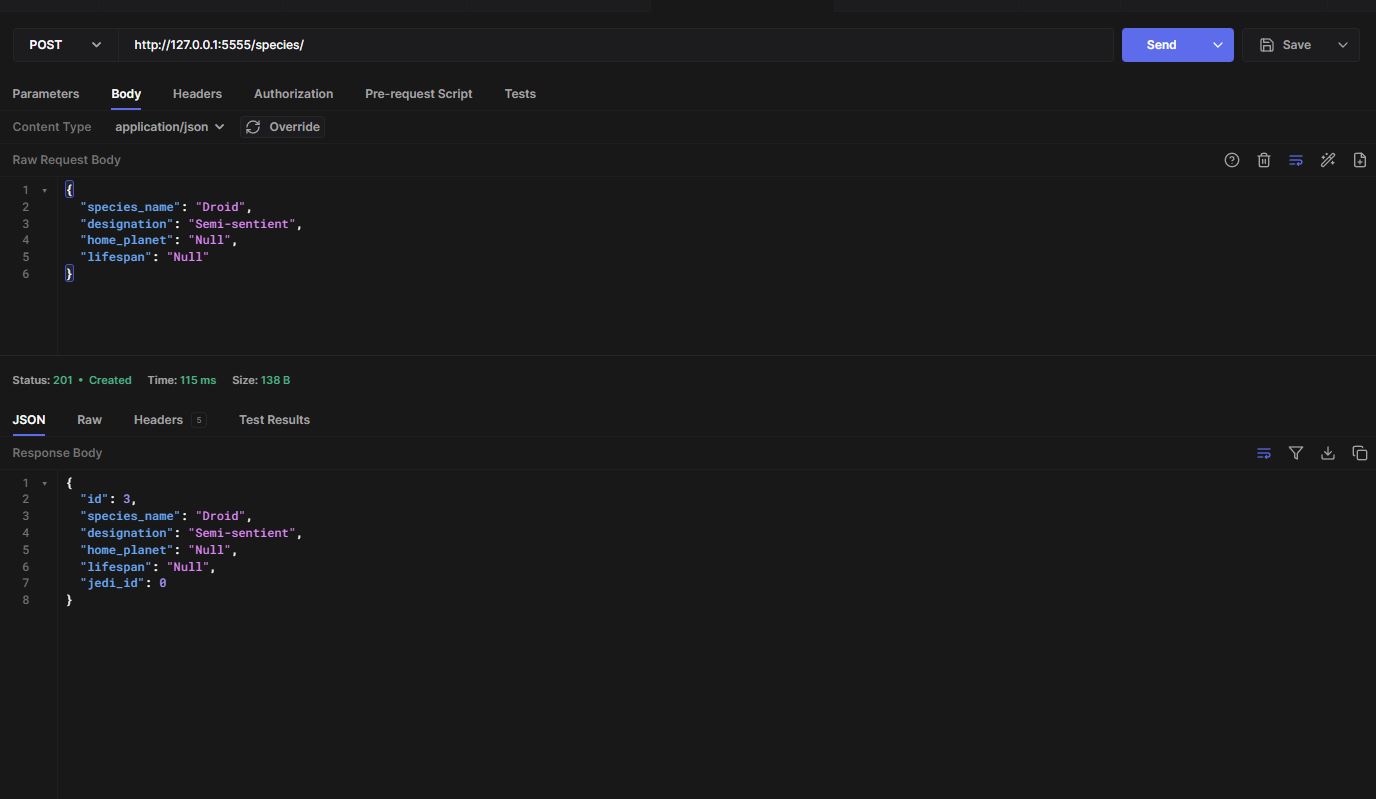 POST http://127.0.0.1:5555/species/ Send Save
Parameters Body Headers Authorization Pre-request Script Tests
Content Type application/json Override
Raw Request Body
1 {
2 "species_name": "Droid",
3 "designation": "Semi-sentient",
4 "home_planet": "Null",
5 "lifespan": "Null"
6 }
Status: 201 • Created Time: 115 ms Size: 138 B
JSON Raw Headers 5 Test Results
Response Body
1 {
2 "id": 3,
3 "species_name": "Droid",
4 "designation": "Semi-sentient",
5 "home_planet": "Null",
6 "lifespan": "Null",
7 "jedi_id": 0
8 }